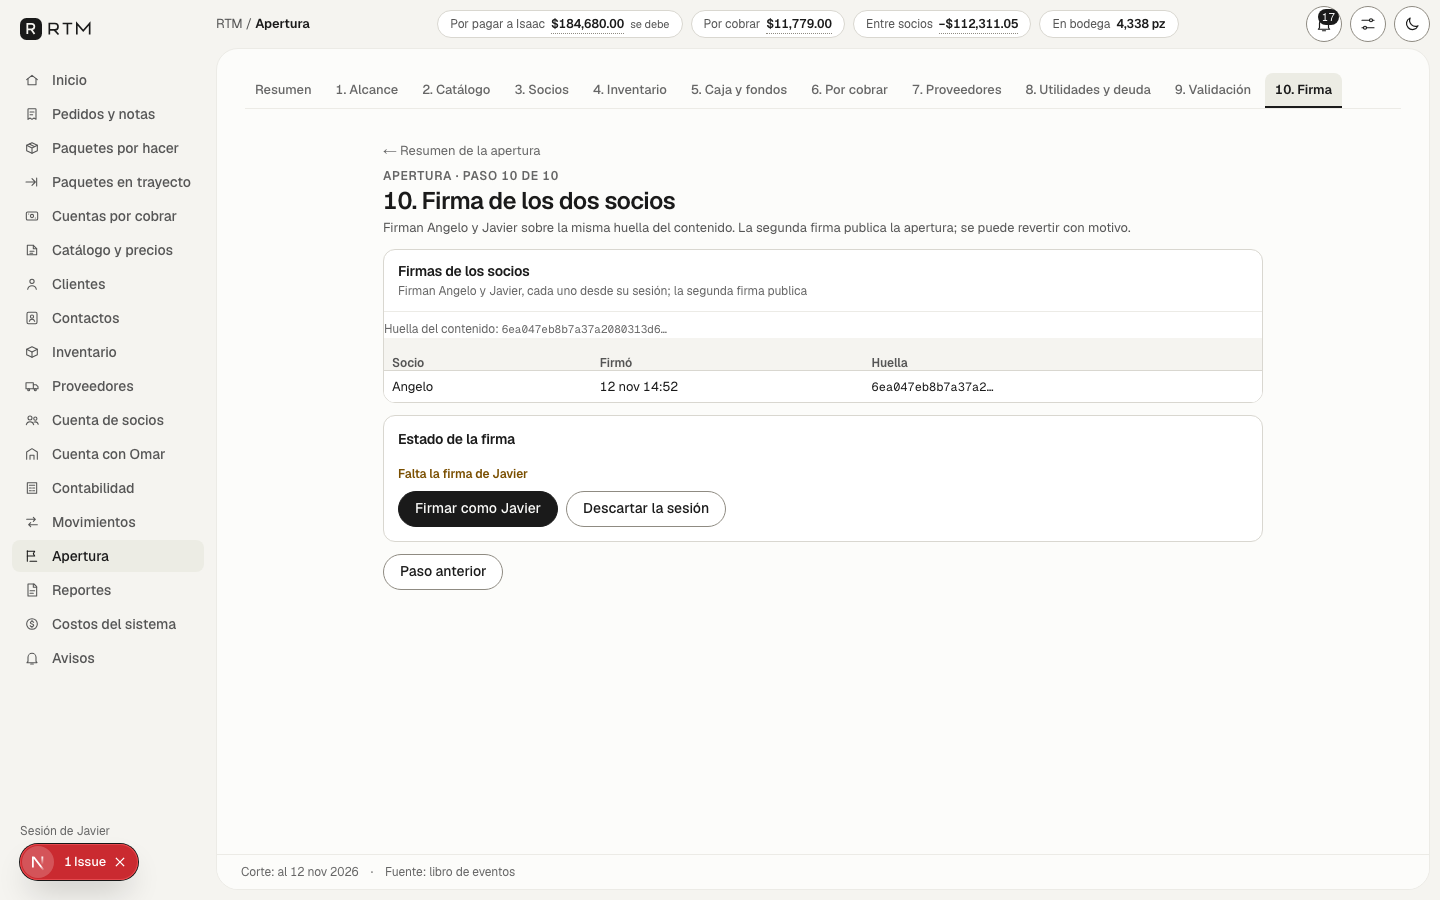 R RTM
RTM / Apertura
Por pagar a Isaac $184,680.00 se debe
Por cobrar $11,779.00
Entre socios −$112,311.05
En bodega 4,338 pz
17
Inicio
Pedidos y notas
Paquetes por hacer
Paquetes en trayecto
Cuentas por cobrar
Catálogo y precios
Clientes
Contactos
Inventario
Proveedores
Cuenta de socios
Cuenta con Omar
Contabilidad
Movimientos
Apertura
Reportes
Costos del sistema
Avisos
Sesión de Javier
N 1 Issue
Resumen 1. Alcance 2. Catálogo 3. Socios 4. Inventario 5. Caja y fondos 6. Por cobrar 7. Proveedores 8. Utilidades y deuda 9. Validación 10. Firma
← Resumen de la apertura
APERTURA · PASO 10 DE 10
10. Firma de los dos socios
Firman Angelo y Javier sobre la misma huella del contenido. La segunda firma publica la apertura; se puede revertir con motivo.
Firmas de los socios
Firman Angelo y Javier, cada uno desde su sesión; la segunda firma publica
Huella del contenido: 6ea047eb8b7a37a2080313d6…
Socio Firmó Huella
Angelo 12 nov 14:52 6ea047eb8b7a37a2…
Estado de la firma
Falta la firma de Javier
Firmar como Javier Descartar la sesión
Paso anterior
Corte: al 12 nov 2026 · Fuente: libro de eventos